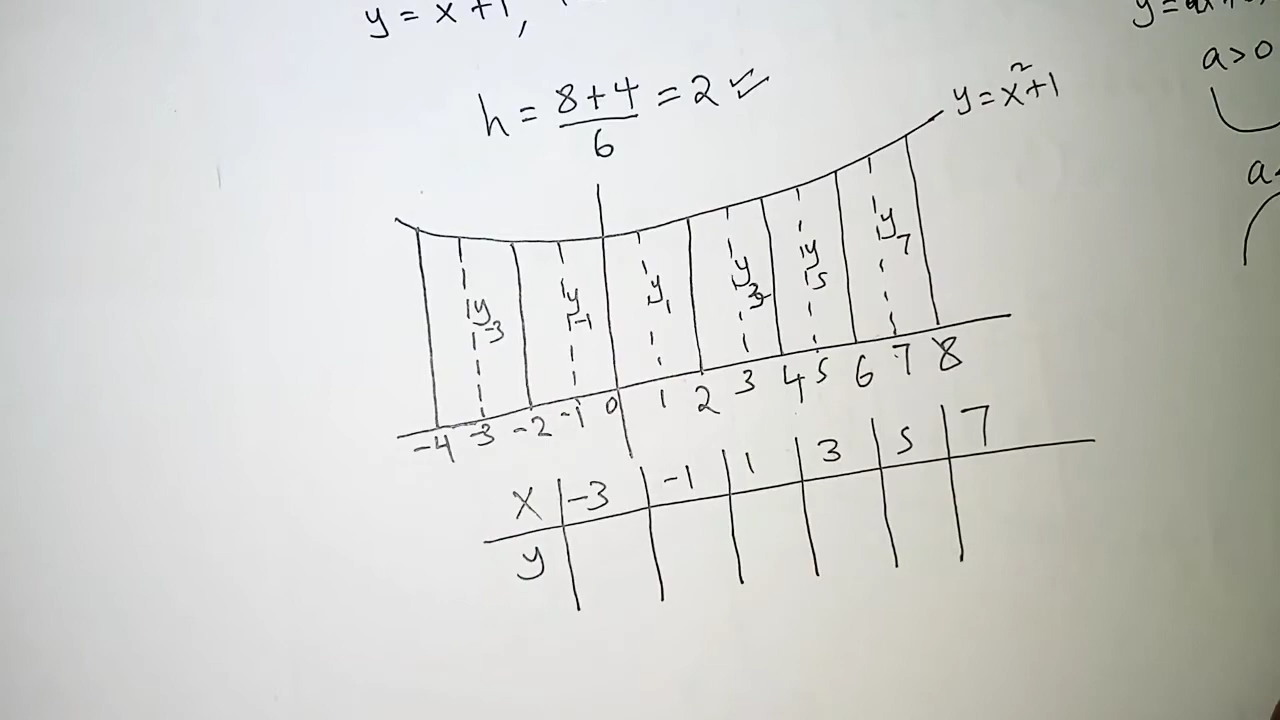 y = x + 1,
h = 8+4/6 = 2 ✓✓
y = x²+1
a>0
y₋₃ y₋₁ y₁ y₃ y₅ y₇
-4 -3 -2 -1 0 1 2 3 4 5 6 7 8
x -3 -1 1 3 5 7
y